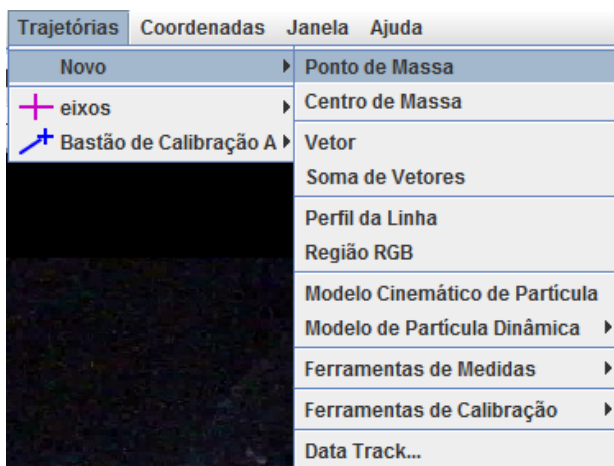 Trajetórias Coordenadas Janela Ajuda
Novo
eixos
Bastão de Calibração A
Ponto de Massa
Centro de Massa
Vetor
Soma de Vetores
Perfil da Linha
Região RGB
Modelo Cinemático de Partícula
Modelo de Partícula Dinâmica
Ferramentas de Medidas
Ferramentas de Calibração
Data Track...